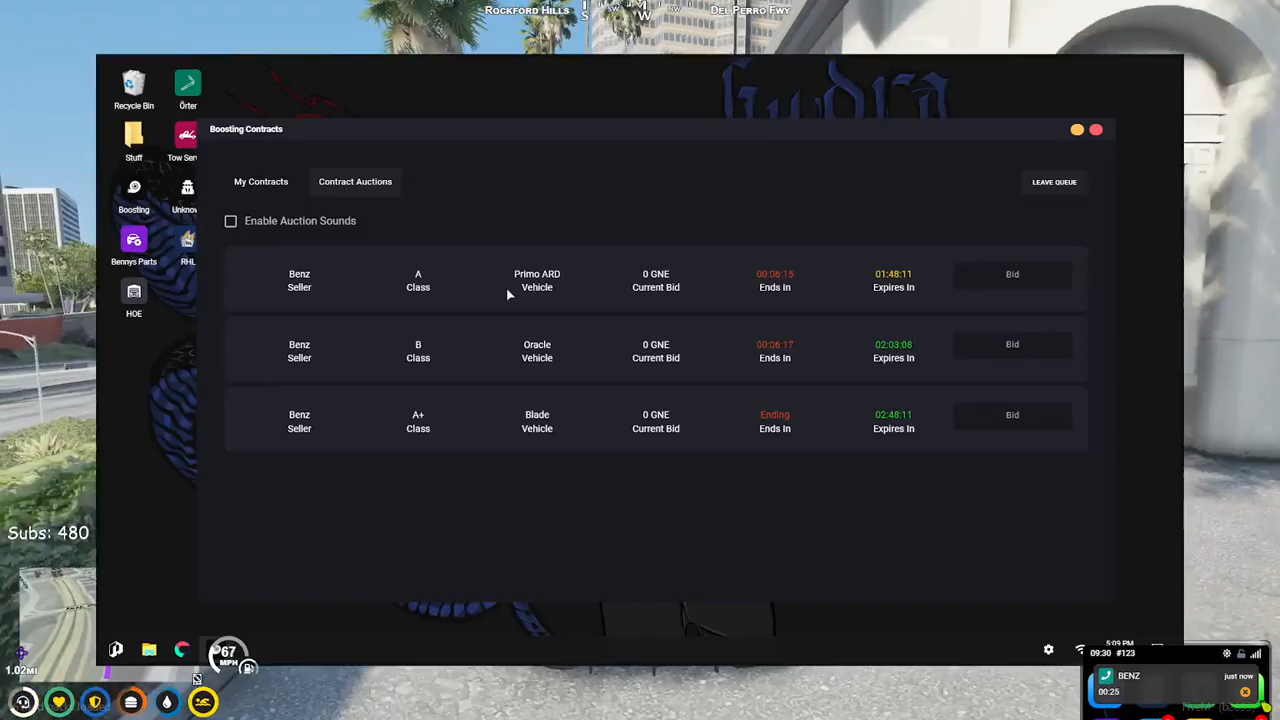 ROCKFORD HILLS S W NW DEL PERRO FWY
Hydra
Recycle Bin
Örter
Stuff
Tow Serv
Boosting
Unknow
Bennys Parts
RHL
HOE
Boosting Contracts
My Contracts Contract Auctions LEAVE QUEUE
Enable Auction Sounds
Benz A Primo ARD 0 GNE 00:06:15 01:48:11 Bid
Seller Class Vehicle Current Bid Ends In Expires In
Benz B Oracle 0 GNE 00:06:17 02:03:08 Bid
Seller Class Vehicle Current Bid Ends In Expires In
Benz A+ Blade 0 GNE Ending 02:48:11 Bid
Seller Class Vehicle Current Bid Ends In Expires In
Subs: 480
67
MPH
1.02MI
5:09 PM
09:30 #123
BENZ just now
00:25